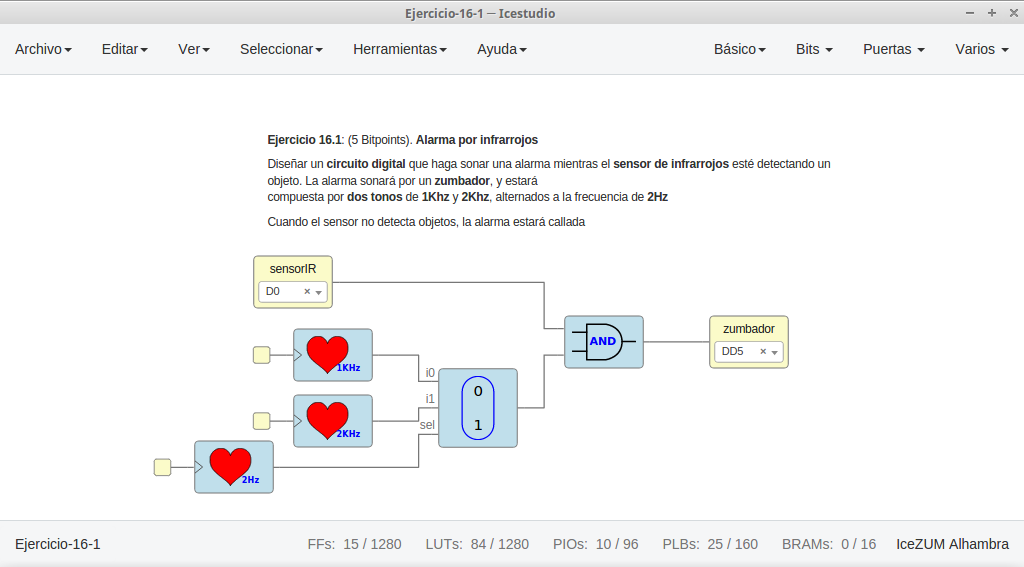 Ejercicio-16-1 ─ Icestudio
Archivo Editar Ver Seleccionar Herramientas Ayuda Básico Bits Puertas Varios
Ejercicio 16.1: (5 Bitpoints). Alarma por infrarrojos
Diseñar un circuito digital que haga sonar una alarma mientras el sensor de infrarrojos esté detectando un
objeto. La alarma sonará por un zumbador, y estará
compuesta por dos tonos de 1Khz y 2Khz, alternados a la frecuencia de 2Hz
Cuando el sensor no detecta objetos, la alarma estará callada
sensorIR
D0
zumbador
DD5
AND
1KHz
i0
0
i1
2KHz
sel
1
2Hz
Ejercicio-16-1 FFs: 15 / 1280 LUTs: 84 / 1280 PIOs: 10 / 96 PLBs: 25 / 160 BRAMs: 0 / 16 IceZUM Alhambra